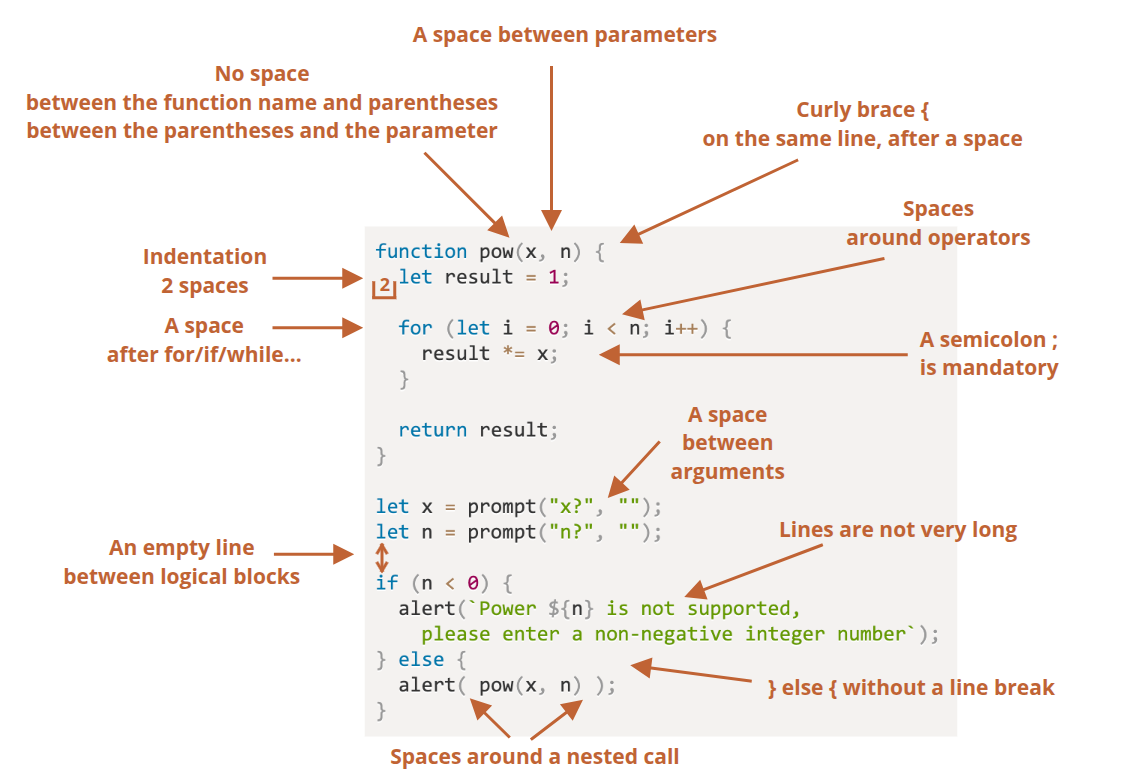 A space between parameters
No space
between the function name and parentheses
between the parentheses and the parameter
Curly brace {
on the same line, after a space
Spaces
around operators
Indentation
2 spaces
A space
after for/if/while...
function pow(x, n) {
2
  let result = 1;

  for (let i = 0; i < n; i++) {
    result *= x;
  }

  return result;
}

let x = prompt("x?", "");
let n = prompt("n?", "");

if (n < 0) {
  alert(`Power ${n} is not supported,
    please enter a non-negative integer number`);
} else {
  alert( pow(x, n) );
}
A semicolon ;
is mandatory
A space
between
arguments
Lines are not very long
An empty line
between logical blocks
} else { without a line break
Spaces around a nested call